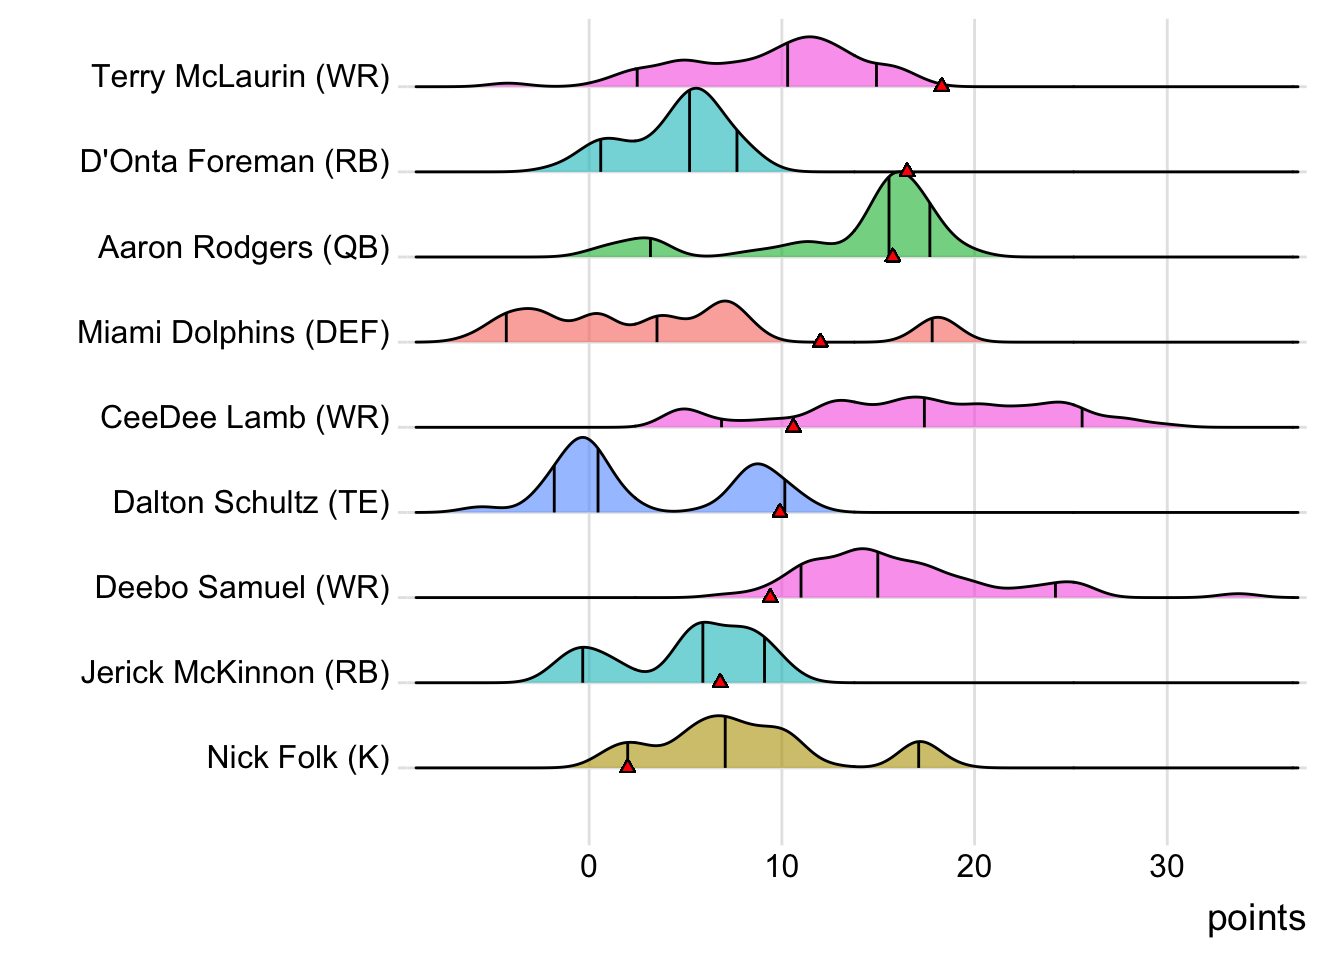 Terry McLaurin (WR)
D'Onta Foreman (RB)
Aaron Rodgers (QB)
Miami Dolphins (DEF)
CeeDee Lamb (WR)
Dalton Schultz (TE)
Deebo Samuel (WR)
Jerick McKinnon (RB)
Nick Folk (K)
0 10 20 30
points